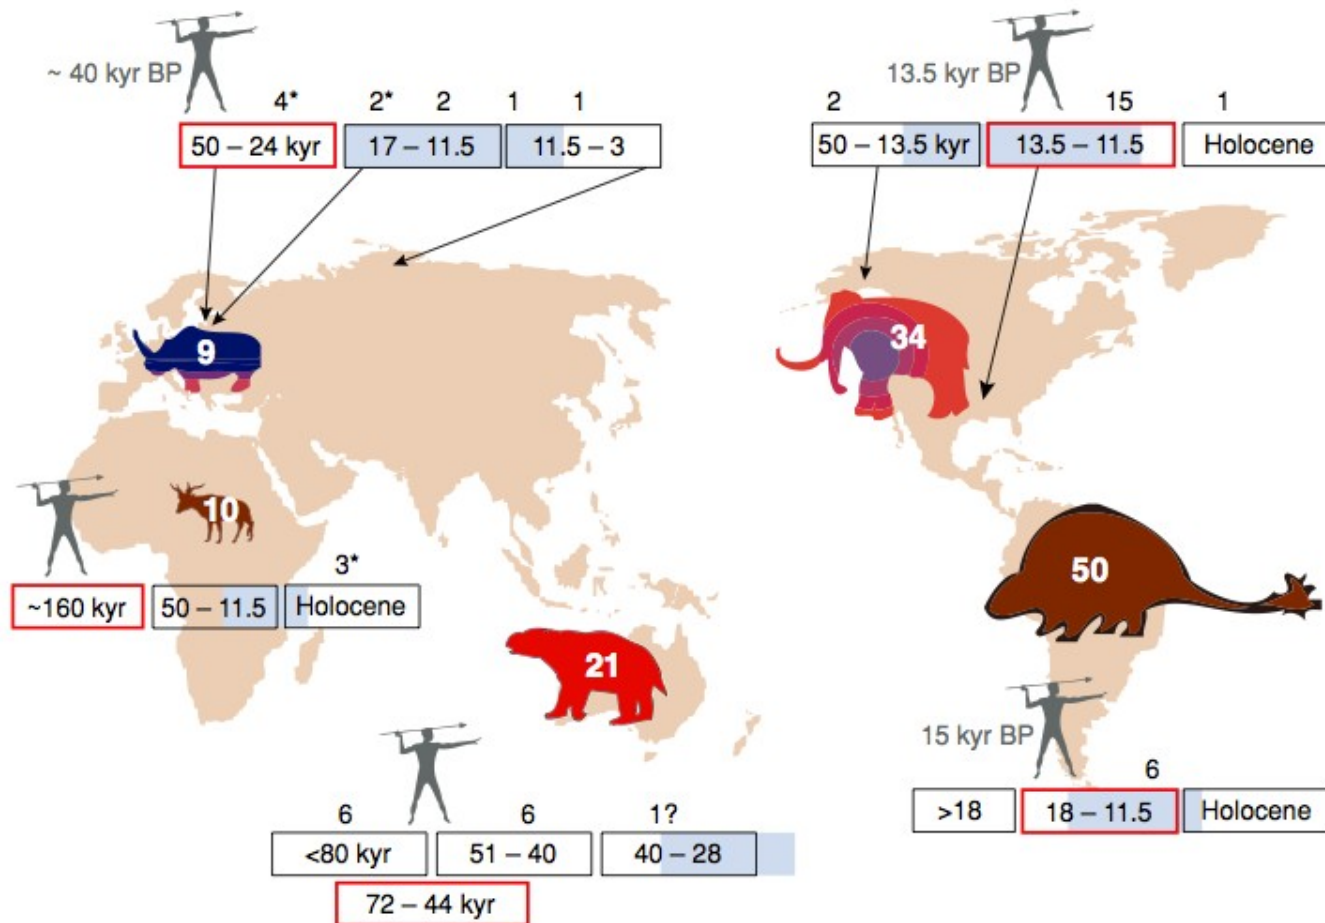 ~ 40 kyr BP
4* 2* 2 1 1
50 – 24 kyr 17 – 11.5 11.5 – 3
13.5 kyr BP
2 15 1
50 – 13.5 kyr 13.5 – 11.5 Holocene
9
34
10
3*
~160 kyr 50 – 11.5 Holocene
50
21
15 kyr BP
6
>18 18 – 11.5 Holocene
6 6 1?
<80 kyr 51 – 40 40 – 28
72 – 44 kyr